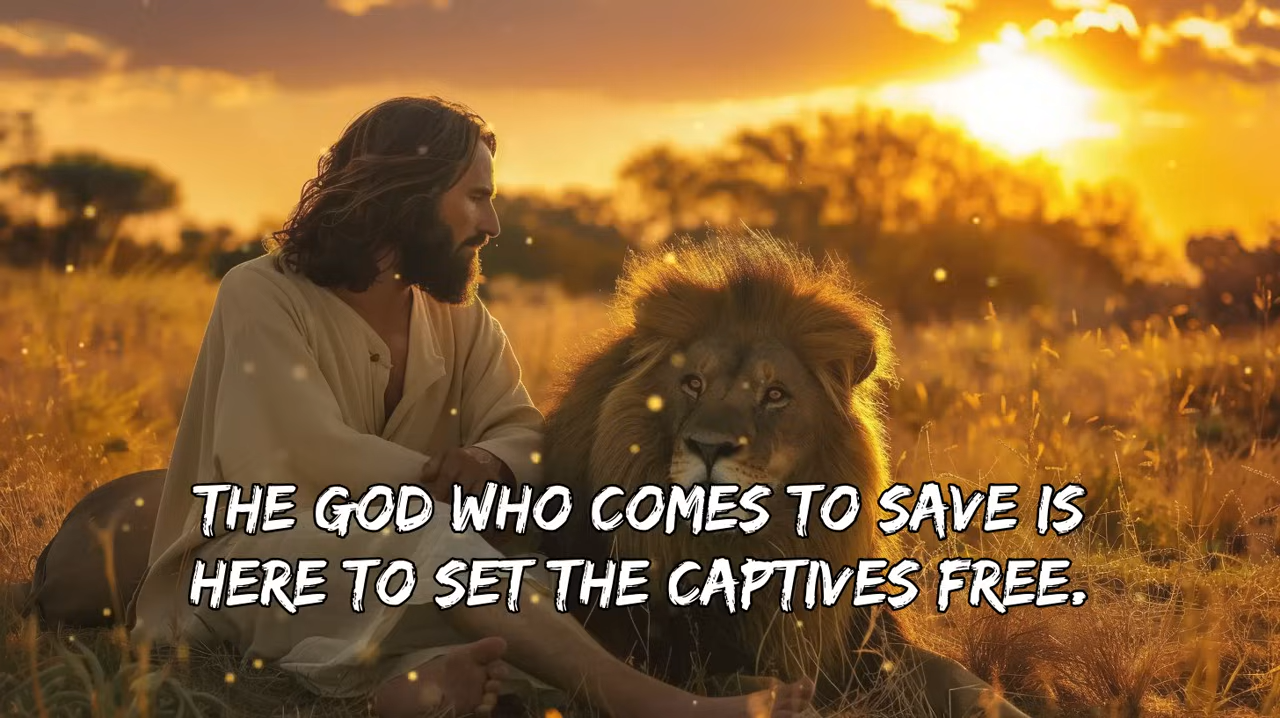 THE GOD WHO COMES TO SAVE IS
HERE TO SET THE CAPTIVES FREE.